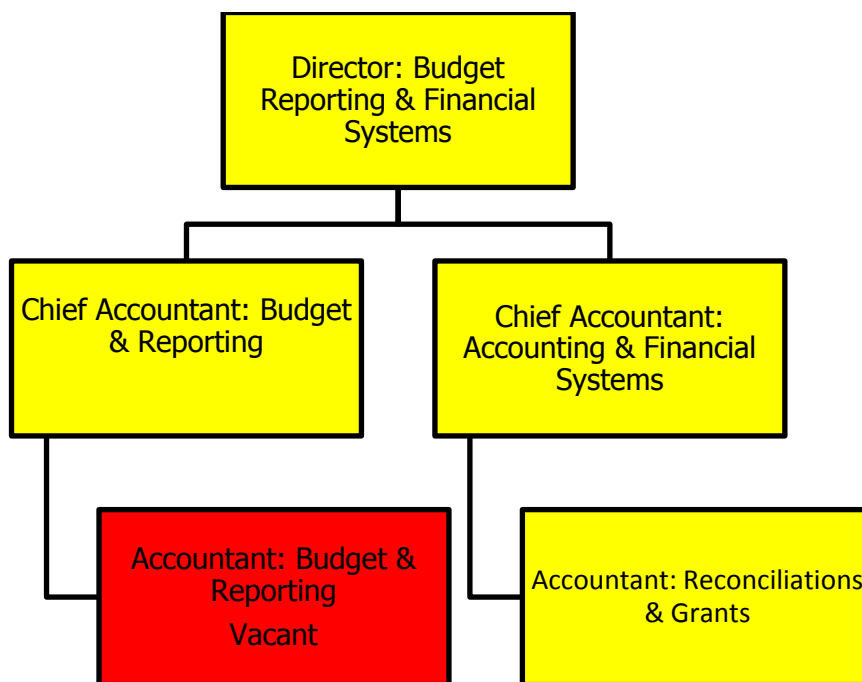 Director: Budget
Reporting & Financial
Systems
Chief Accountant: Budget
& Reporting
Chief Accountant:
Accounting & Financial
Systems
Accountant: Budget &
Reporting
Vacant
Accountant: Reconciliations
& Grants